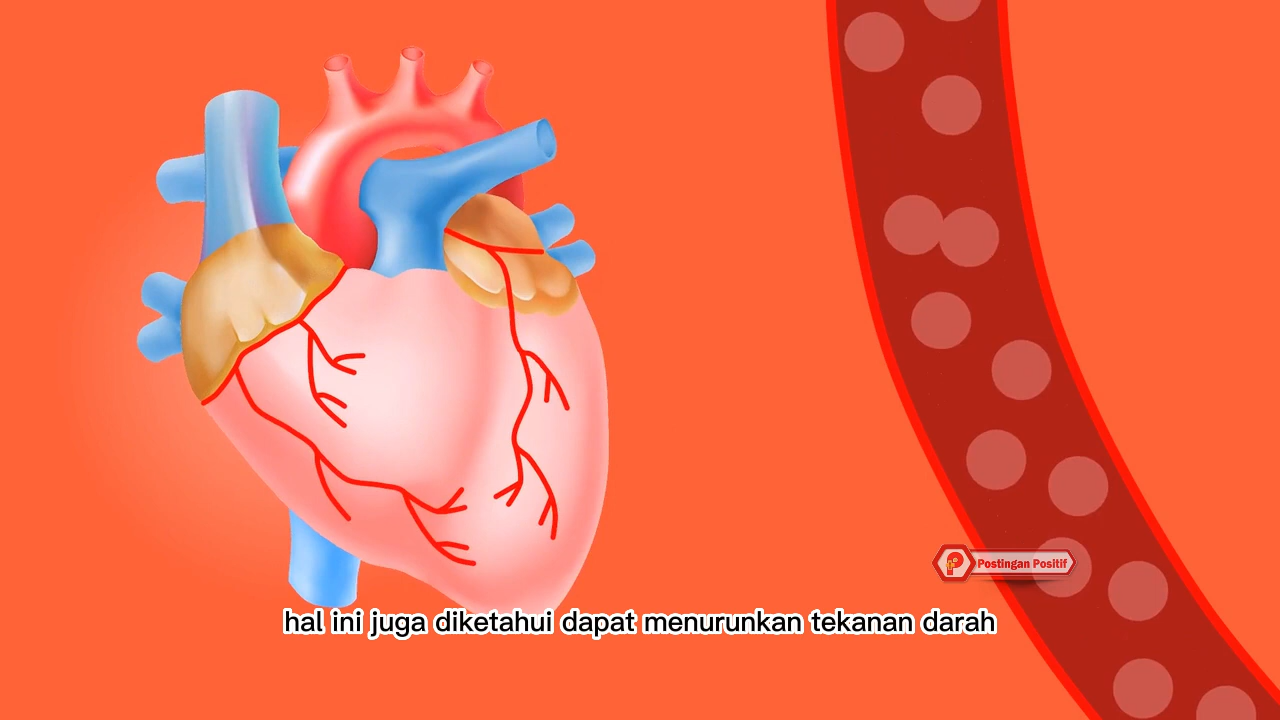 Postingan Positif
hal ini juga diketahui dapat menurunkan tekanan darah